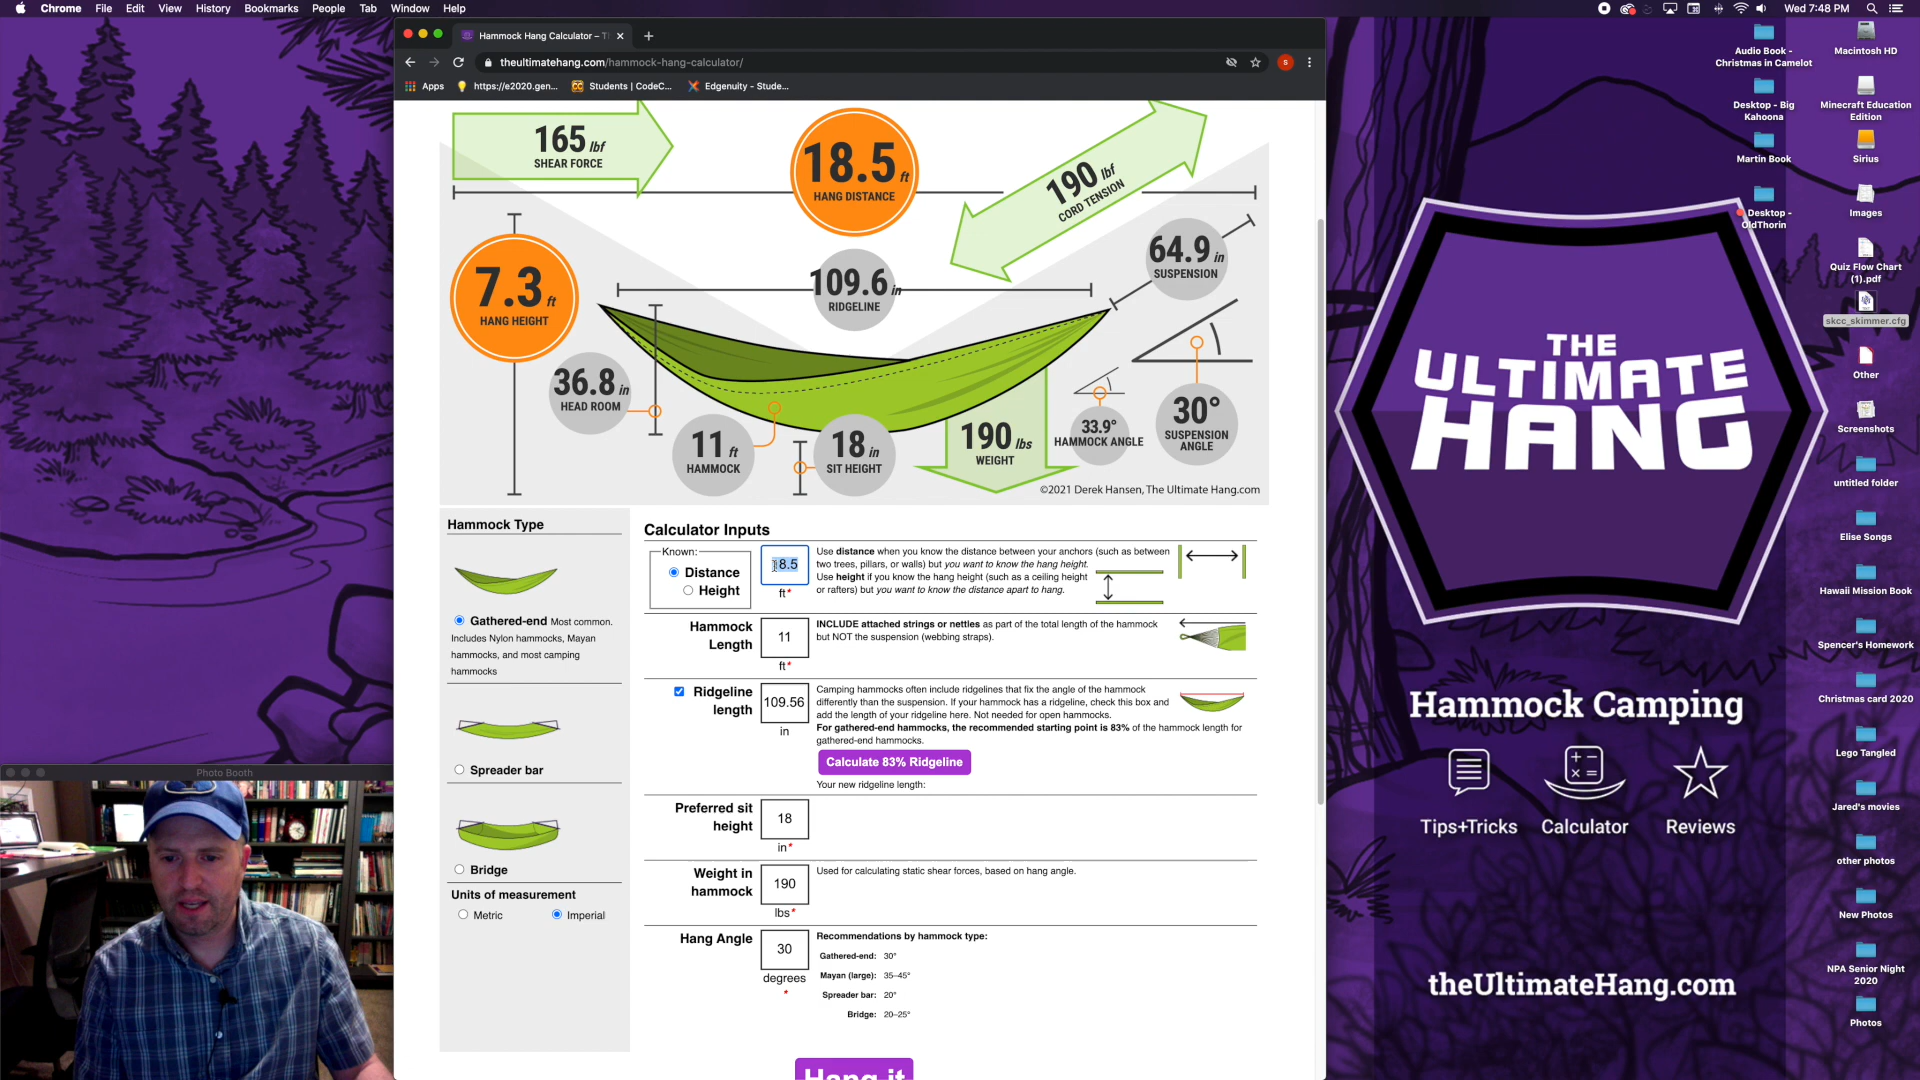 Chrome File Edit View History Bookmarks People Tab Window Help
Wed 7:48 PM
Hammock Hang Calculator – T
theultimatehang.com/hammock-hang-calculator/
S
Apps
https://e2020.gen...
CC
Students | CodeC...
Edgenuity - Stude...
165 lbf
SHEAR FORCE
18.5 ft
HANG DISTANCE
190 lbf
CORD TENSION
7.3 ft
HANG HEIGHT
109.6 in
RIDGELINE
64.9 in
SUSPENSION
36.8 in
HEAD ROOM
11 ft
HAMMOCK
18 in
SIT HEIGHT
190 lbs
WEIGHT
33.9°
HAMMOCK ANGLE
30°
SUSPENSION
ANGLE
©2021 Derek Hansen, The Ultimate Hang.com
Hammock Type
Gathered-end Most common.
Includes Nylon hammocks, Mayan
hammocks, and most camping
hammocks
Spreader bar
Bridge
Units of measurement
Metric
Imperial
Calculator Inputs
Known:
Distance
Height
8.5
ft*
Use distance when you know the distance between your anchors (such as between
two trees, pillars, or walls) but you want to know the hang height.
Use height if you know the hang height (such as a ceiling height
or rafters) but you want to know the distance apart to hang.
Hammock
Length
11
ft*
INCLUDE attached strings or nettles as part of the total length of the hammock
but NOT the suspension (webbing straps).
Ridgeline
length
109.56
in
Camping hammocks often include ridgelines that fix the angle of the hammock
differently than the suspension. If your hammock has a ridgeline, check this box and
add the length of your ridgeline here. Not needed for open hammocks.
For gathered-end hammocks, the recommended starting point is 83% of the hammock length for
gathered-end hammocks.
Calculate 83% Ridgeline
Your new ridgeline length:
Preferred sit
height
18
in*
Weight in
hammock
190
lbs*
Used for calculating static shear forces, based on hang angle.
Hang Angle
30
degrees
*
Recommendations by hammock type:
Gathered-end: 30°
Mayan (large): 35–45°
Spreader bar: 20°
Bridge: 20–25°
Hang it
Photo Booth
THE
ULTIMATE
HANG
Hammock Camping
Tips+Tricks
Calculator
Reviews
theUltimateHang.com
Audio Book -
Christmas in Camelot
Desktop - Big
Kahoona
Martin Book
Desktop -
OldThorin
Macintosh HD
Minecraft Education
Edition
Sirius
Images
Quiz Flow Chart
(1).pdf
skcc_skimmer.cfg
Other
Screenshots
untitled folder
Elise Songs
Hawaii Mission Book
Spencer's Homework
Christmas card 2020
Lego Tangled
Jared's movies
other photos
New Photos
NPA Senior Night
2020
Photos